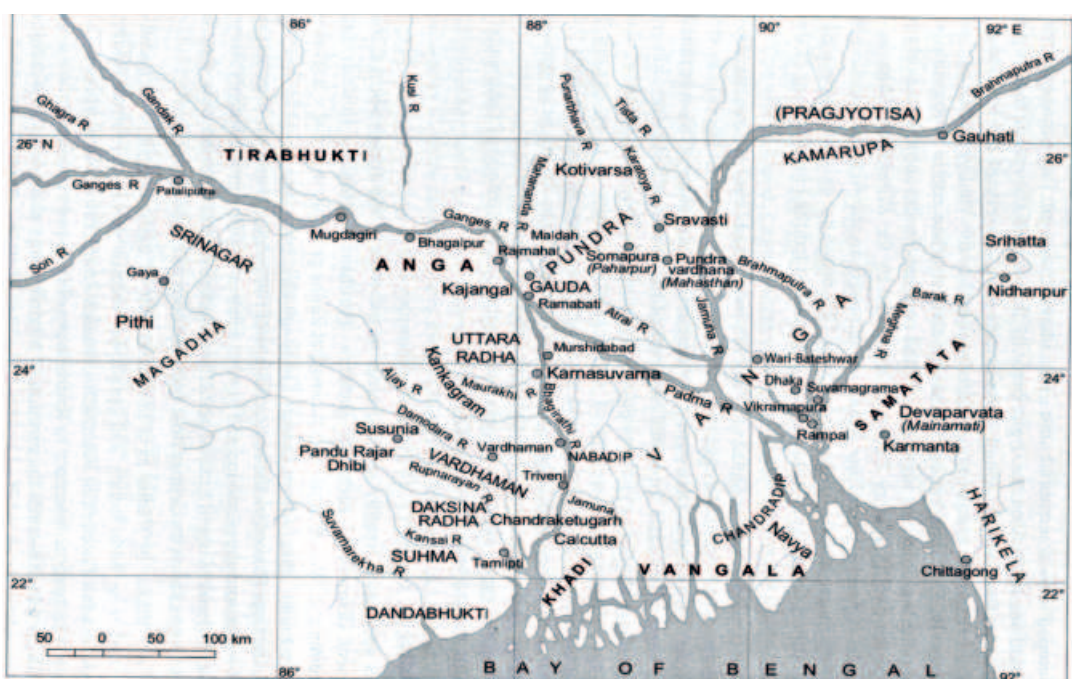 86°
88°
90°
92° E
Ghagra R
Gandak R
Kusi R
Punarbhava R
Tista R
Brahmaputra R
(PRAGJYOTISA)
Gauhati
26° N
26°
TIRABHUKTI
KAMARUPA
Mahananda R
Kotivarsa
Karatoya R
Ganges R
Pataliputra
Son R
SRINAGAR
Mugdagiri
Bhagalpur
Ganges R
Maldah
PUNDRA
Sravasti
Rajmahal
Somapura
(Paharpur)
Pundra
vardhana
(Mahasthan)
Brahmaputra R
Srihatta
Nidhanpur
Gaya
ANGA
Kajangal
GAUDA
Ramabati
Atrai R
Jamuna R
Barak R
Meghna R
Pithi
MAGADHA
UTTARA
RADHA
Murshidabad
VANGA
Wari-Bateshwar
24°
24°
Kankagram
Karnasuvarna
Ajay R
Maurakhi R
Bhagirathi R
Padma R
Dhaka
Suvarnagrama
SAMATATA
Vikramapura
Rampal
Devaparvata
(Mainamati)
Karmanta
Susunia
Damodara R
Vardhaman
NABADIP
Pandu Rajar
Dhibi
VARDHAMAN
Rupnarayan R
Triveni
Jamuna
DAKSINA
RADHA
Chandraketugarh
Calcutta
CHANDRADIP
Navya
HARIKELA
Suvarnarekha R
Kansai R
SUHMA
Tamlipti
KHADI
VANGALA
Chittagong
22°
22°
DANDABHUKTI
50 0 50 100 km
86°
BAY OF BENGAL
92°